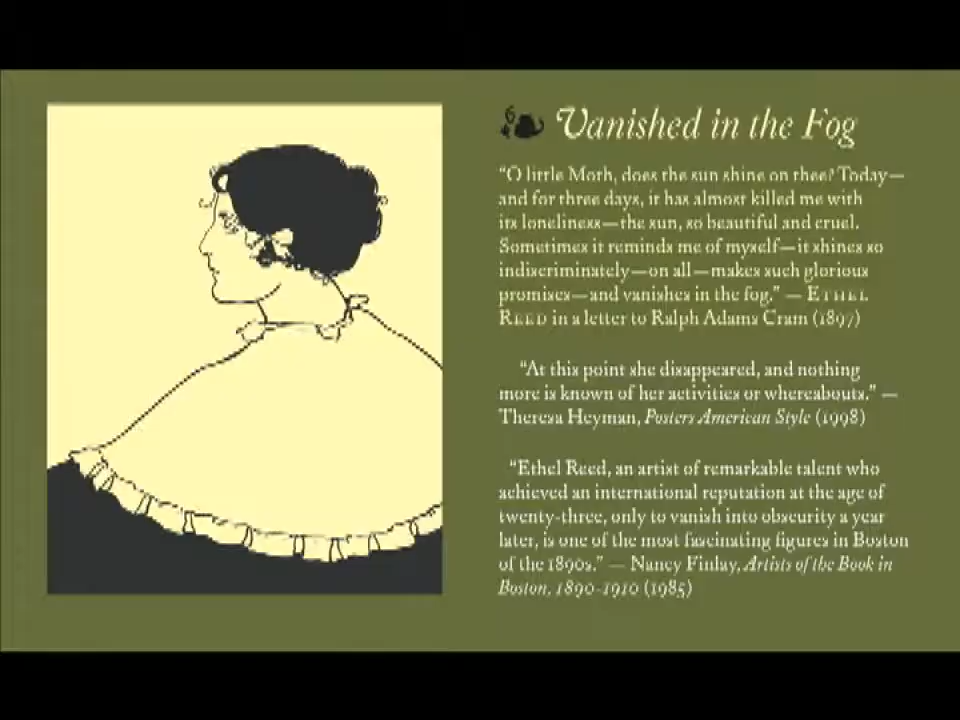 Vanished in the Fog
“O little Moth, does the sun shine on thee? Today—
and for three days, it has almost killed me with
its loneliness—the sun, so beautiful and cruel.
Sometimes it reminds me of myself—it shines so
indiscriminately—on all—makes such glorious
promises—and vanishes in the fog.” — ETHEL
REED in a letter to Ralph Adams Cram (1897)
“At this point she disappeared, and nothing
more is known of her activities or whereabouts.” —
Theresa Heyman, Posters American Style (1998)
“Ethel Reed, an artist of remarkable talent who
achieved an international reputation at the age of
twenty-three, only to vanish into obscurity a year
later, is one of the most fascinating figures in Boston
of the 1890s.” — Nancy Finlay, Artists of the Book in
Boston, 1890-1910 (1985)